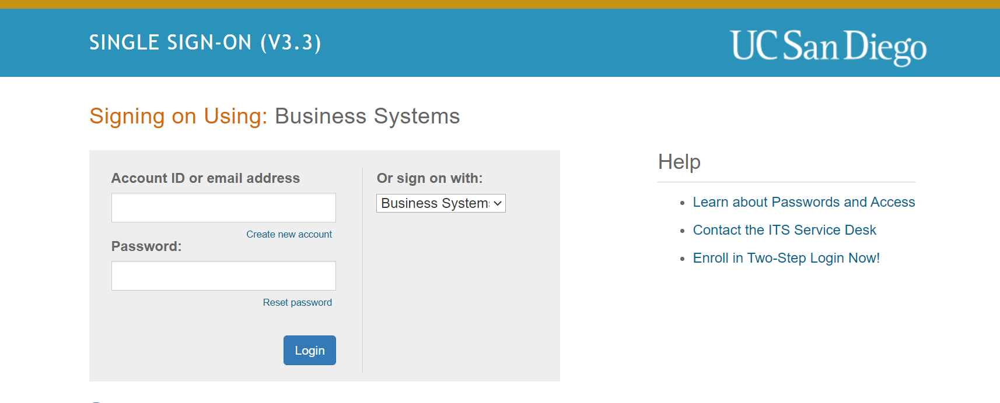 SINGLE SIGN-ON (V3.3)
UC San Diego
Signing on Using: Business Systems
Account ID or email address
Create new account
Password:
Reset password
Login
Or sign on with:
Business System
Help
Learn about Passwords and Access
Contact the ITS Service Desk
Enroll in Two-Step Login Now!